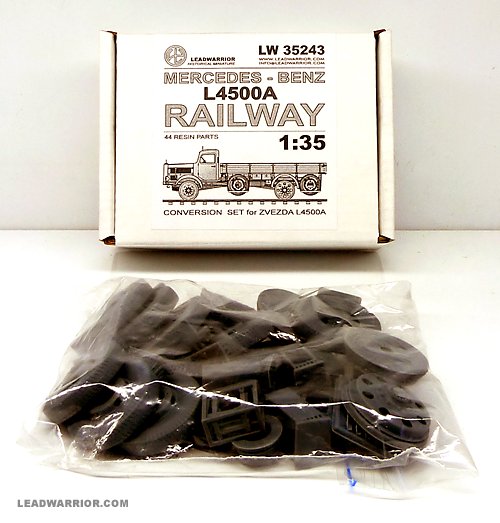 LEADWARRIOR
HISTORICAL MINIATURE
LW 35243
WWW.LEADWARRIOR.COM
INFO@LEADWARRIOR.COM
MERCEDES - BENZ
L4500A
RAILWAY
44 RESIN PARTS
1:35
CONVERSION SET for ZVEZDA L4500A
LEADWARRIOR.COM